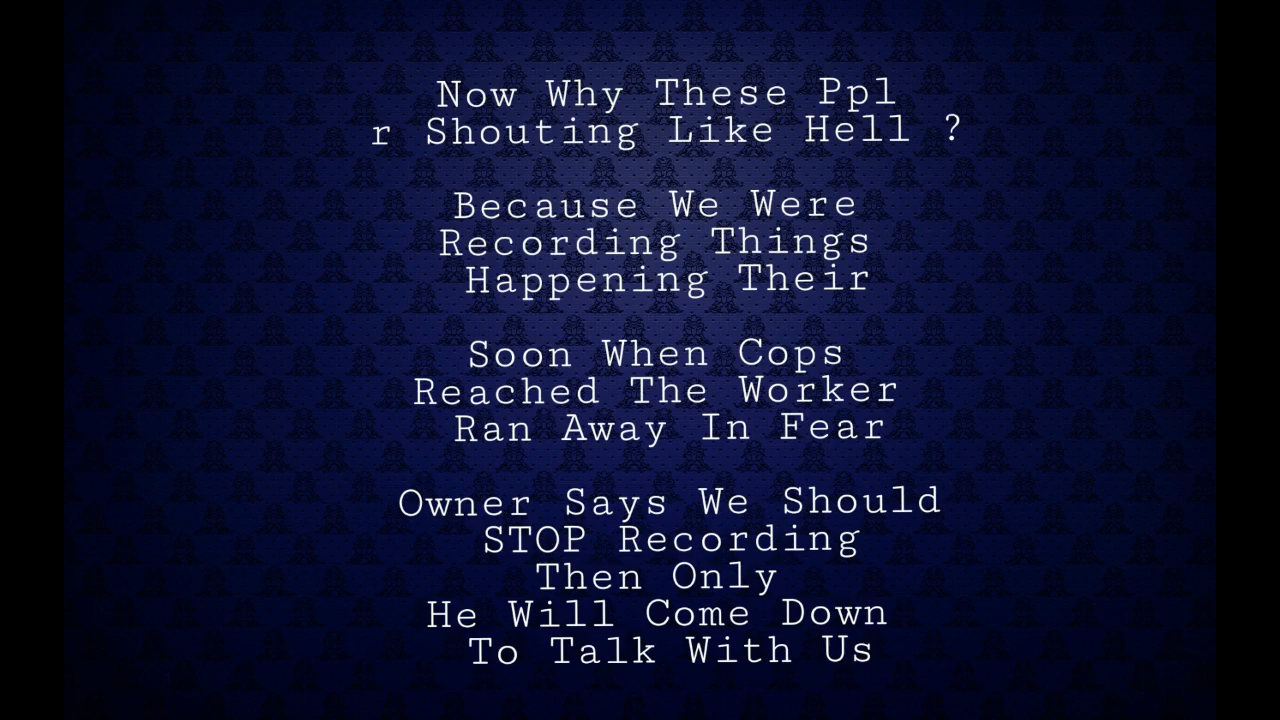 Now Why These Ppl
r Shouting Like Hell ?
Because We Were
Recording Things
Happening Their
Soon When Cops
Reached The Worker
Ran Away In Fear
Owner Says We Should
STOP Recording
Then Only
He Will Come Down
To Talk With Us